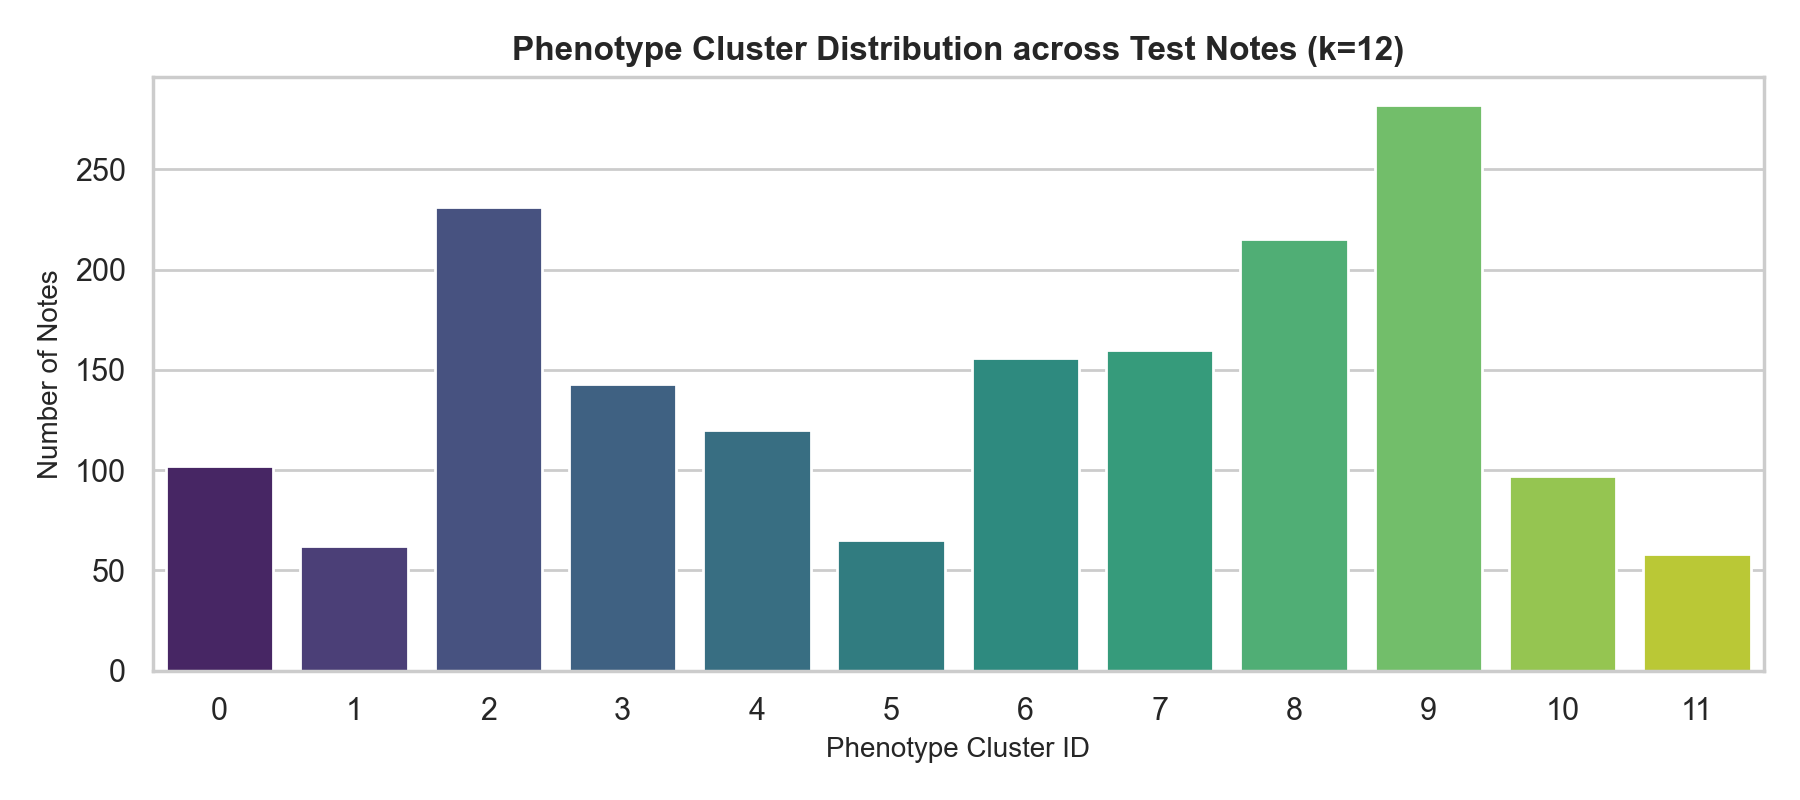 Phenotype Cluster Distribution across Test Notes (k=12)
Number of Notes
250
200
150
100
50
0
0 1 2 3 4 5 6 7 8 9 10 11
Phenotype Cluster ID